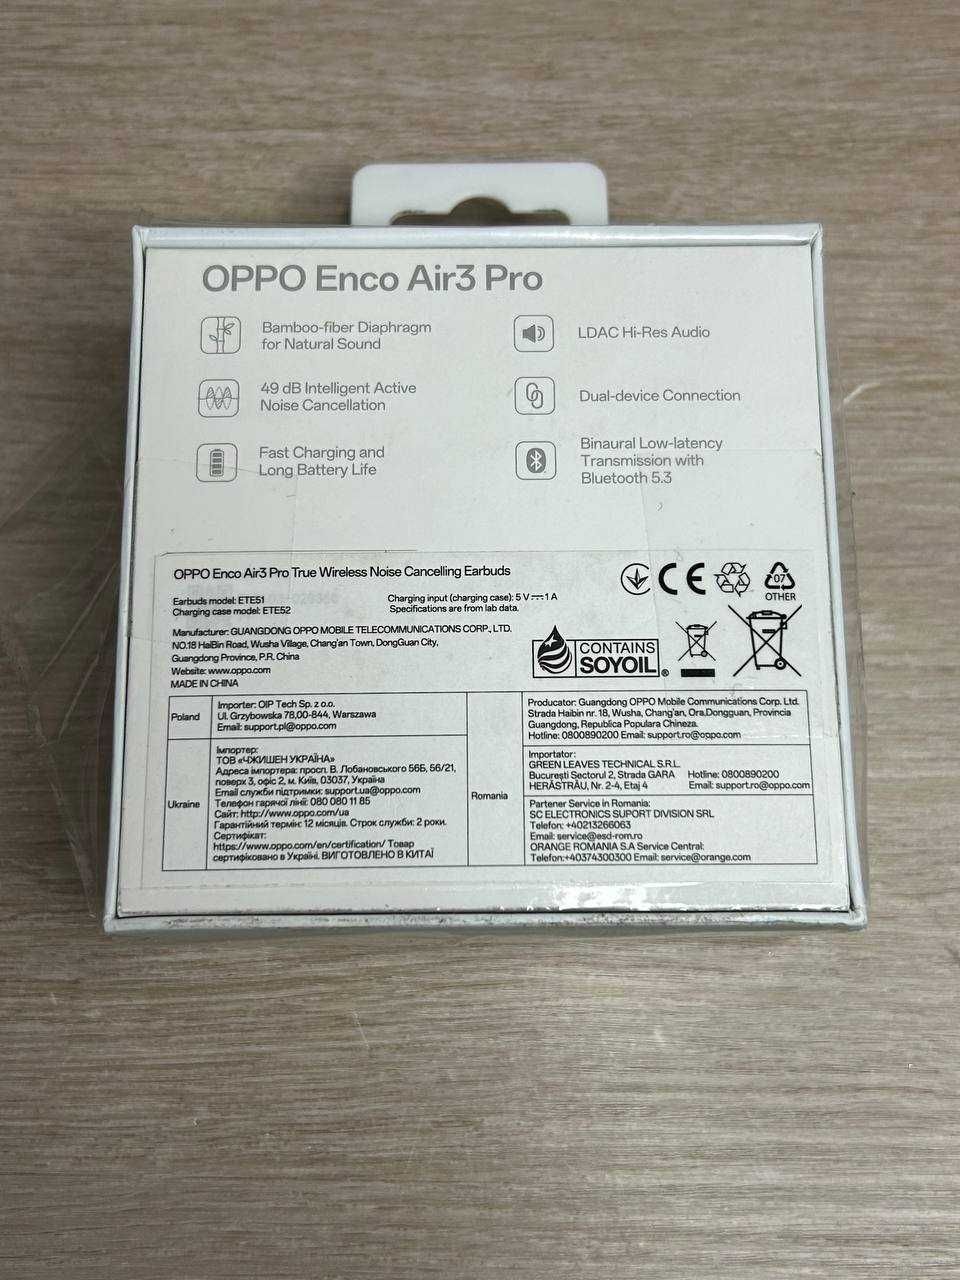 OPPO Enco Air3 Pro
Bamboo-fiber Diaphragm
for Natural Sound
LDAC Hi-Res Audio
49 dB Intelligent Active
Noise Cancellation
Dual-device Connection
Fast Charging and
Long Battery Life
Binaural Low-latency
Transmission with
Bluetooth 5.3
OPPO Enco Air3 Pro True Wireless Noise Cancelling Earbuds
Earbuds model: ETE51
Charging case model: ETE52
Charging input (charging case): 5 V⎓1 A
Specifications are from lab data.
Manufacturer: GUANGDONG OPPO MOBILE TELECOMMUNICATIONS CORP., LTD.
NO.18 HaiBin Road, Wusha Village, Chang'an Town, DongGuan City,
Guangdong Province, P.R. China
Website: www.oppo.com
MADE IN CHINA
CE
07
OTHER
CONTAINS
SOYOIL®
Poland
Importer: OIP Tech Sp. z o.o.
Ul. Grzybowska 78,00-844, Warszawa
Email: support.pl@oppo.com
Ukraine
Імпортер:
ТОВ «ЧЖИШЕН УКРАЇНА»
Адреса імпортера: просп. В. Лобановського 56Б, 56/21,
поверх 3, офіс 2, м. Київ, 03037, Україна
Email служби підтримки: support.ua@oppo.com
Телефон гарячої лінії: 080 080 11 85
Сайт: http://www.oppo.com/ua
Гарантійний термін: 12 місяців. Строк служби: 2 роки.
Сертифікат:
https://www.oppo.com/en/certification/ Товар
сертифіковано в Україні. ВИГОТОВЛЕНО В КИТАЇ
Romania
Producator: Guangdong OPPO Mobile Communications Corp. Ltd.
Strada Haibin nr. 18, Wusha, Chang'an, Ora.Dongguan, Provincia
Guangdong, Republica Populara Chineza.
Hotline: 0800890200 Email: support.ro@oppo.com
Importator:
GREEN LEAVES TECHNICAL S.R.L.
Bucureşti Sectorul 2, Strada GARA Hotline: 0800890200
HERĂSTRĂU, Nr. 2-4, Etaj 4 Email: support.ro@oppo.com
Partener Service in Romania:
SC ELECTRONICS SUPORT DIVISION SRL
Telefon: +40213266063
Email: service@esd-rom.ro
ORANGE ROMANIA S.A Service Central:
Telefon:+40374300300 Email: service@orange.com